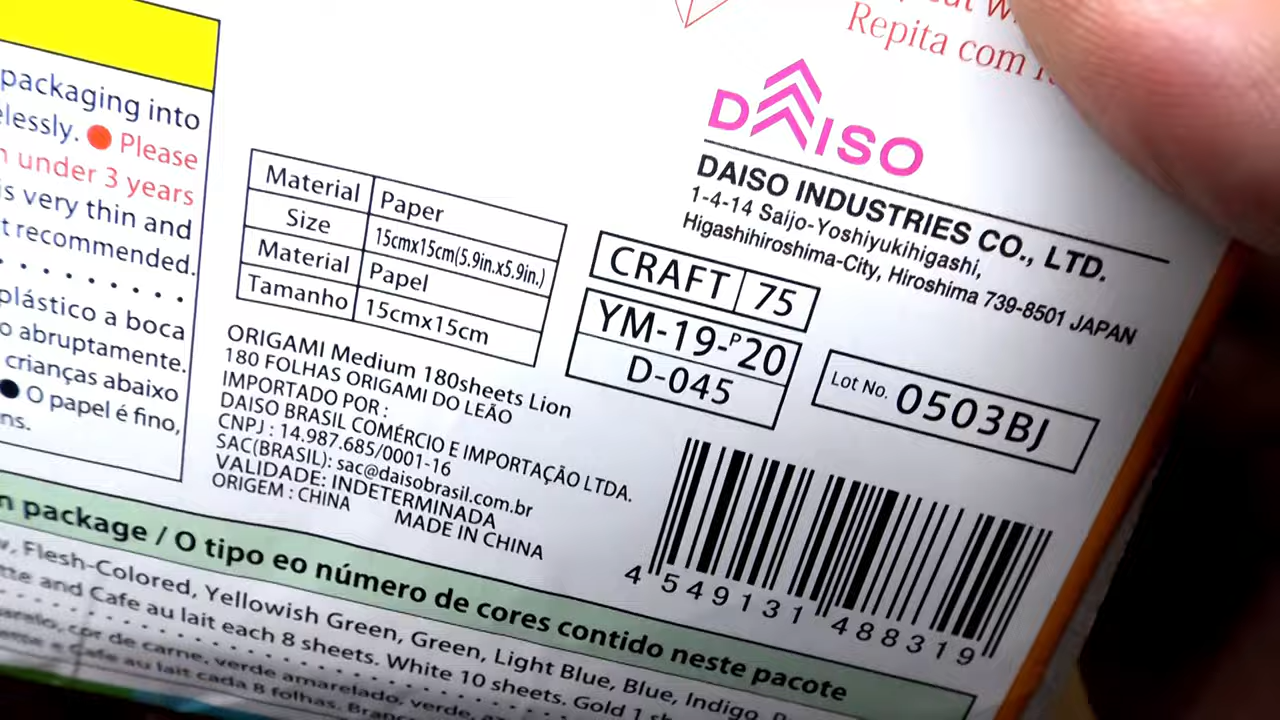 Repita com
packaging into
elessly. ● Please
n under 3 years
is very thin and
t recommended.
plástico a boca
o abruptamente.
crianças abaixo
● O papel é fino,
ns.
Material Paper
Size 15cmx15cm(5.9in.x5.9in.)
Material Papel
Tamanho 15cmx15cm
ORIGAMI Medium 180sheets Lion
180 FOLHAS ORIGAMI DO LEÃO
IMPORTADO POR :
DAISO BRASIL COMÉRCIO E IMPORTAÇÃO LTDA.
CNPJ : 14.987.685/0001-16
SAC(BRASIL): sac@daisobrasil.com.br
VALIDADE: INDETERMINADA
ORIGEM : CHINA MADE IN CHINA
DAISO
DAISO INDUSTRIES CO., LTD.
1-4-14 Saijo-Yoshiyukihigashi,
Higashihiroshima-City, Hiroshima 739-8501 JAPAN
CRAFT 75
YM-19-P20
D-045
Lot No. 0503BJ
4 549131 488319
n package / O tipo eo número de cores contido neste pacote
w, Flesh-Colored, Yellowish Green, Green, Light Blue, Blue, Indigo,
tte and Cafe au lait each 8 sheets. White 10 sheets. Gold 1
amarelo, cor de carne, verde amarelado, verde,
e Cafe au lait cada 8 folhas.